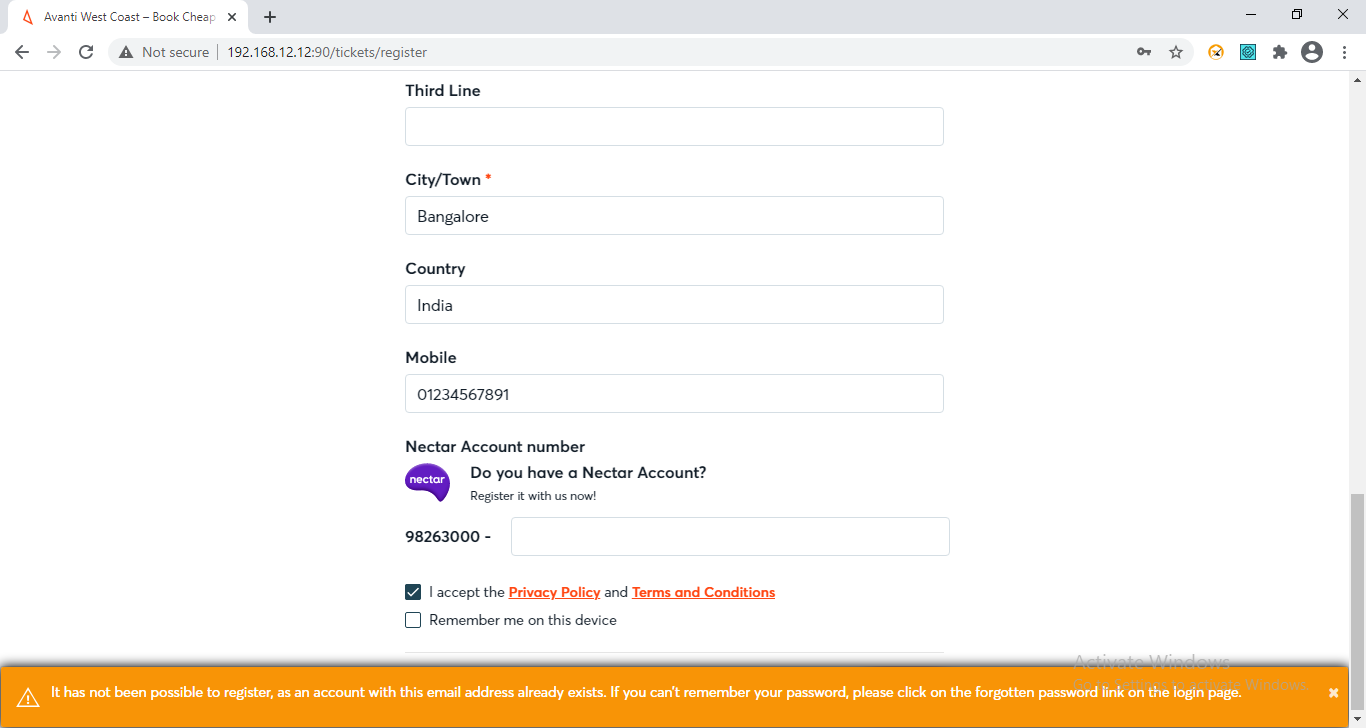 Avanti West Coast – Book Cheap
Not secure | 192.168.12.12:90/tickets/register
Third Line
City/Town *
Bangalore
Country
India
Mobile
01234567891
Nectar Account number
nectar
Do you have a Nectar Account?
Register it with us now!
98263000 -
I accept the Privacy Policy and Terms and Conditions
Remember me on this device
Activate Windows
Go to Settings to activate Windows.
It has not been possible to register, as an account with this email address already exists. If you can't remember your password, please click on the forgotten password link on the login page.